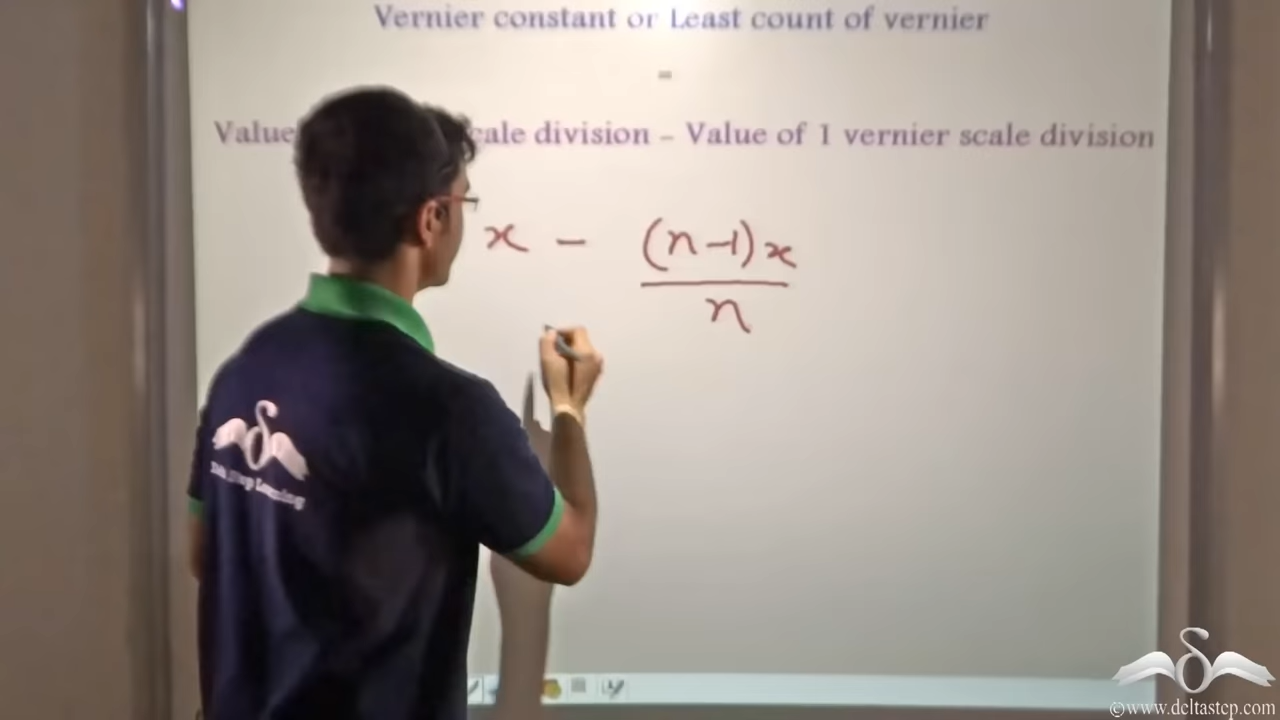 Vernier constant or Least count of vernier
=
Value cale division – Value of 1 vernier scale division
x − (n−1)x
n
Learning
©www.deltastep.com